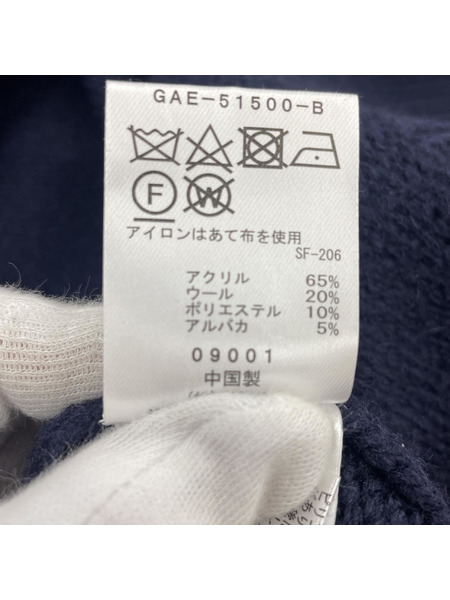 GAE-51500-B
F W
アイロンはあて布を使用
SF-206
アクリル 65%
ウール 20%
ポリエステル 10%
アルパカ 5%
09001
中国製